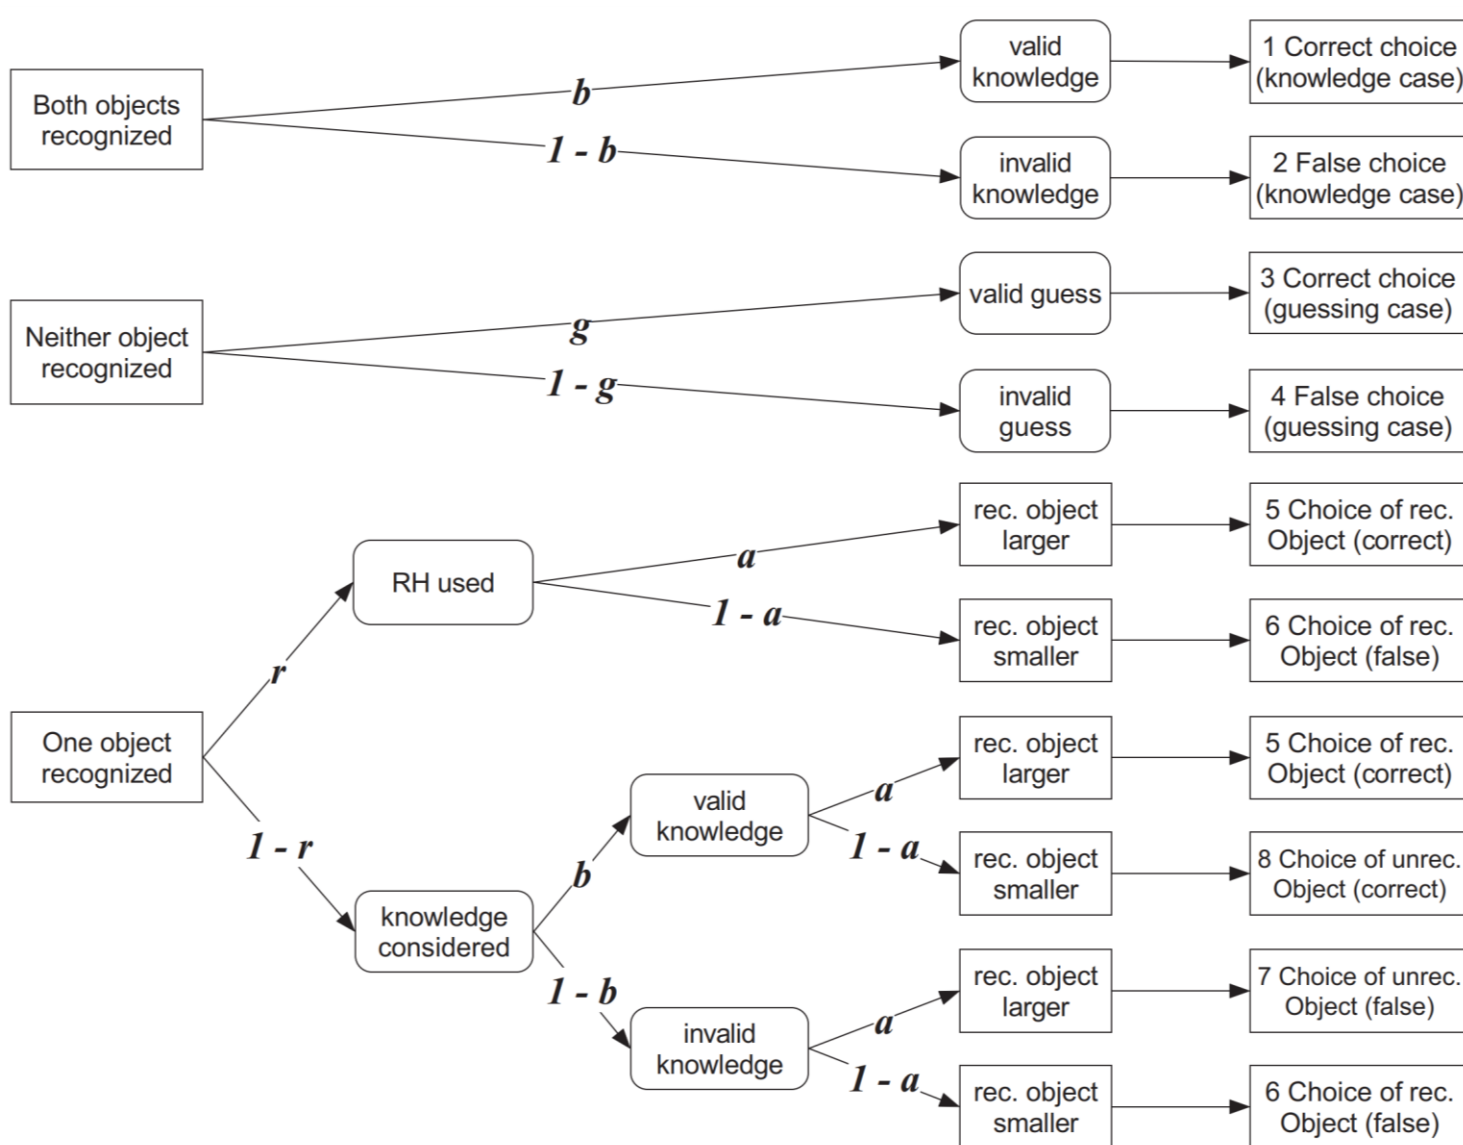 Both objects
recognized
b
1 - b
valid
knowledge
invalid
knowledge
1 Correct choice
(knowledge case)
2 False choice
(knowledge case)
Neither object
recognized
g
1 - g
valid guess
invalid
guess
3 Correct choice
(guessing case)
4 False choice
(guessing case)
One object
recognized
r
1 - r
RH used
knowledge
considered
a
1 - a
rec. object
larger
5 Choice of rec.
Object (correct)
rec. object
smaller
6 Choice of rec.
Object (false)
b
1 - b
valid
knowledge
a
1 - a
rec. object
larger
5 Choice of rec.
Object (correct)
rec. object
smaller
8 Choice of unrec.
Object (correct)
invalid
knowledge
a
1 - a
rec. object
larger
7 Choice of unrec.
Object (false)
rec. object
smaller
6 Choice of rec.
Object (false)